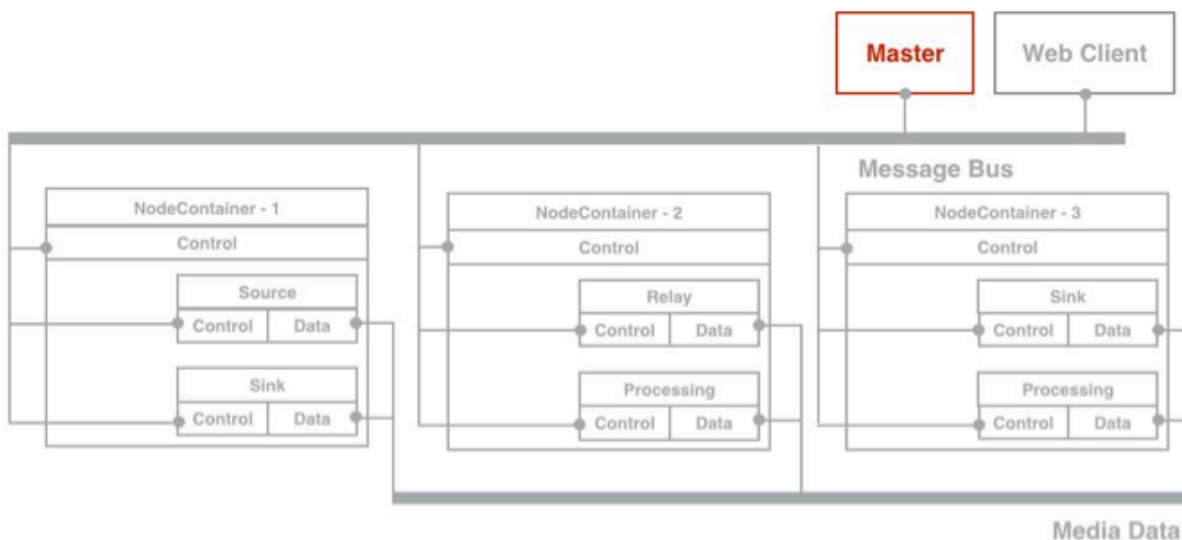 Master
Web Client
Message Bus
NodeContainer - 1
Control
Source
Control Data
Sink
Control Data
NodeContainer - 2
Control
Relay
Control Data
Processing
Control Data
NodeContainer - 3
Control
Sink
Control Data
Processing
Control Data
Media Data